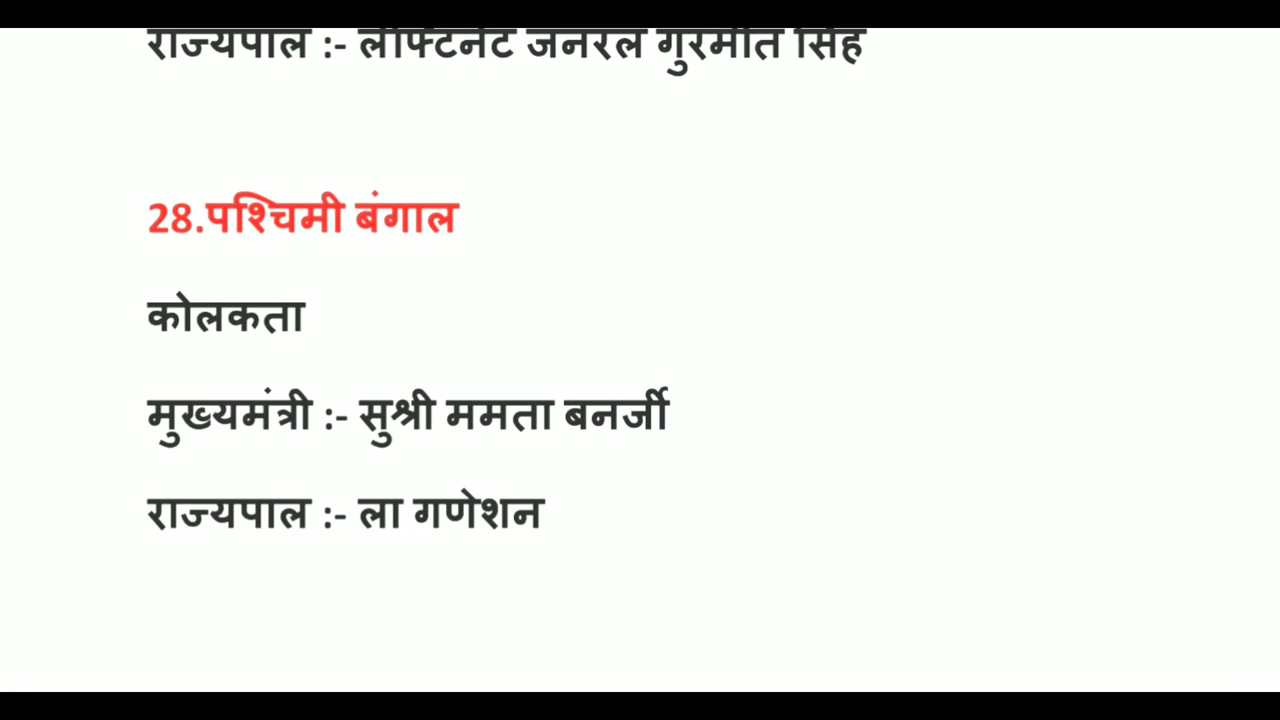 राज्यपाल :- लेफ्टिनेंट जनरल गुरमीत सिंह
28.पश्चिमी बंगाल
कोलकता
मुख्यमंत्री :- सुश्री ममता बनर्जी
राज्यपाल :- ला गणेशन